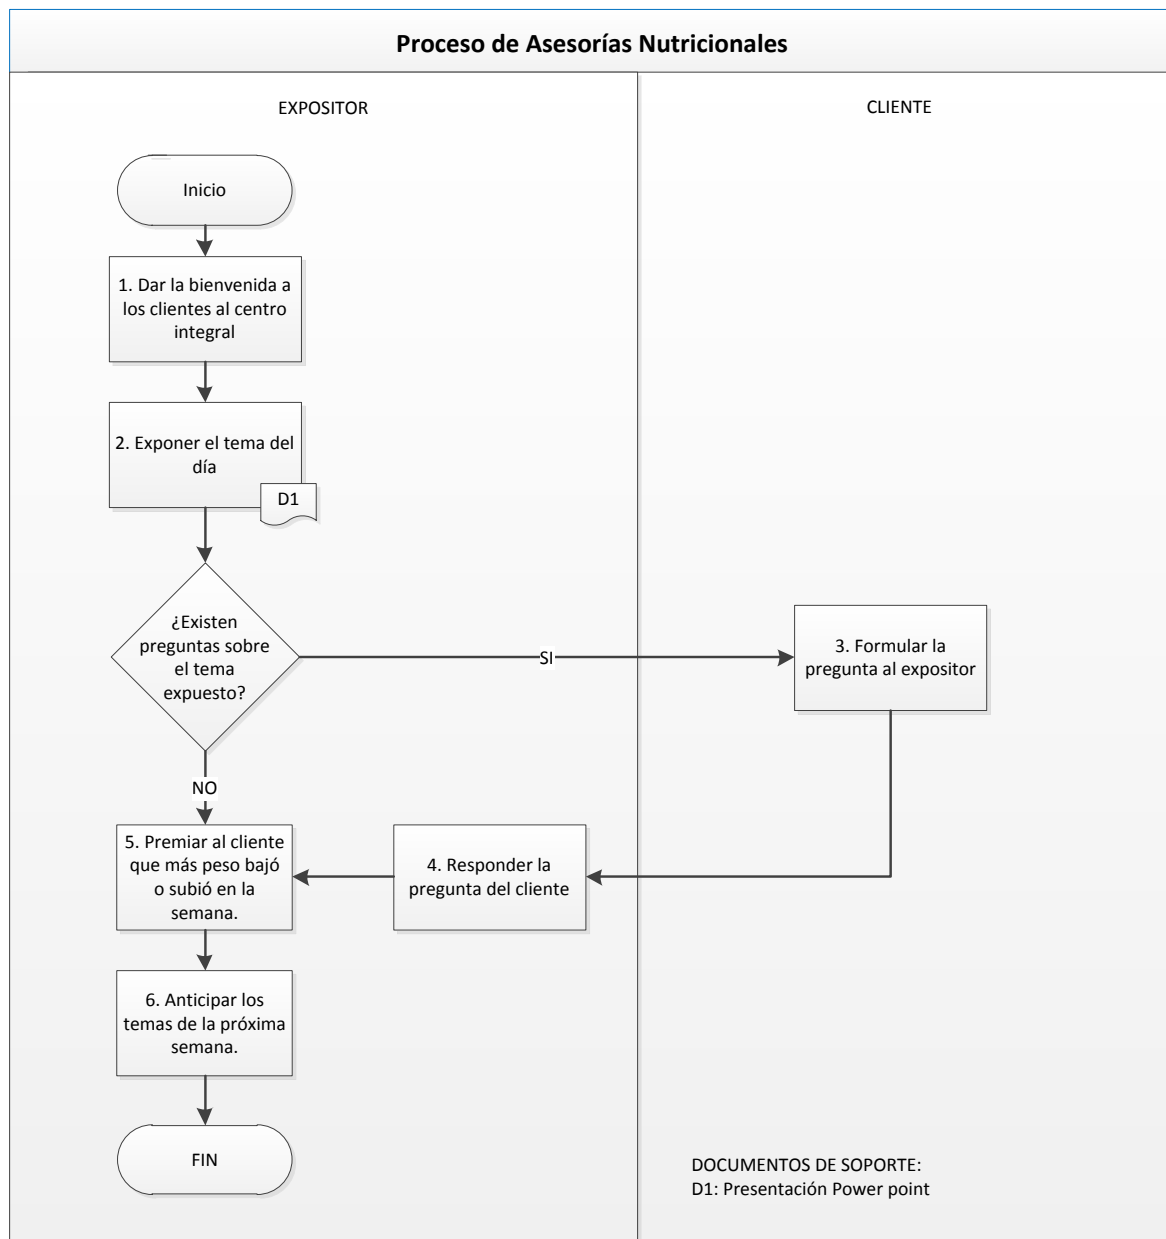 Proceso de Asesorías Nutricionales
EXPOSITOR
CLIENTE
Inicio
1. Dar la bienvenida a
los clientes al centro
integral
2. Exponer el tema del
día
D1
¿Existen
preguntas sobre
el tema
expuesto?
SI
3. Formular la
pregunta al expositor
NO
5. Premiar al cliente
que más peso bajó
o subió en la
semana.
4. Responder la
pregunta del cliente
6. Anticipar los
temas de la próxima
semana.
FIN
DOCUMENTOS DE SOPORTE:
D1: Presentación Power point